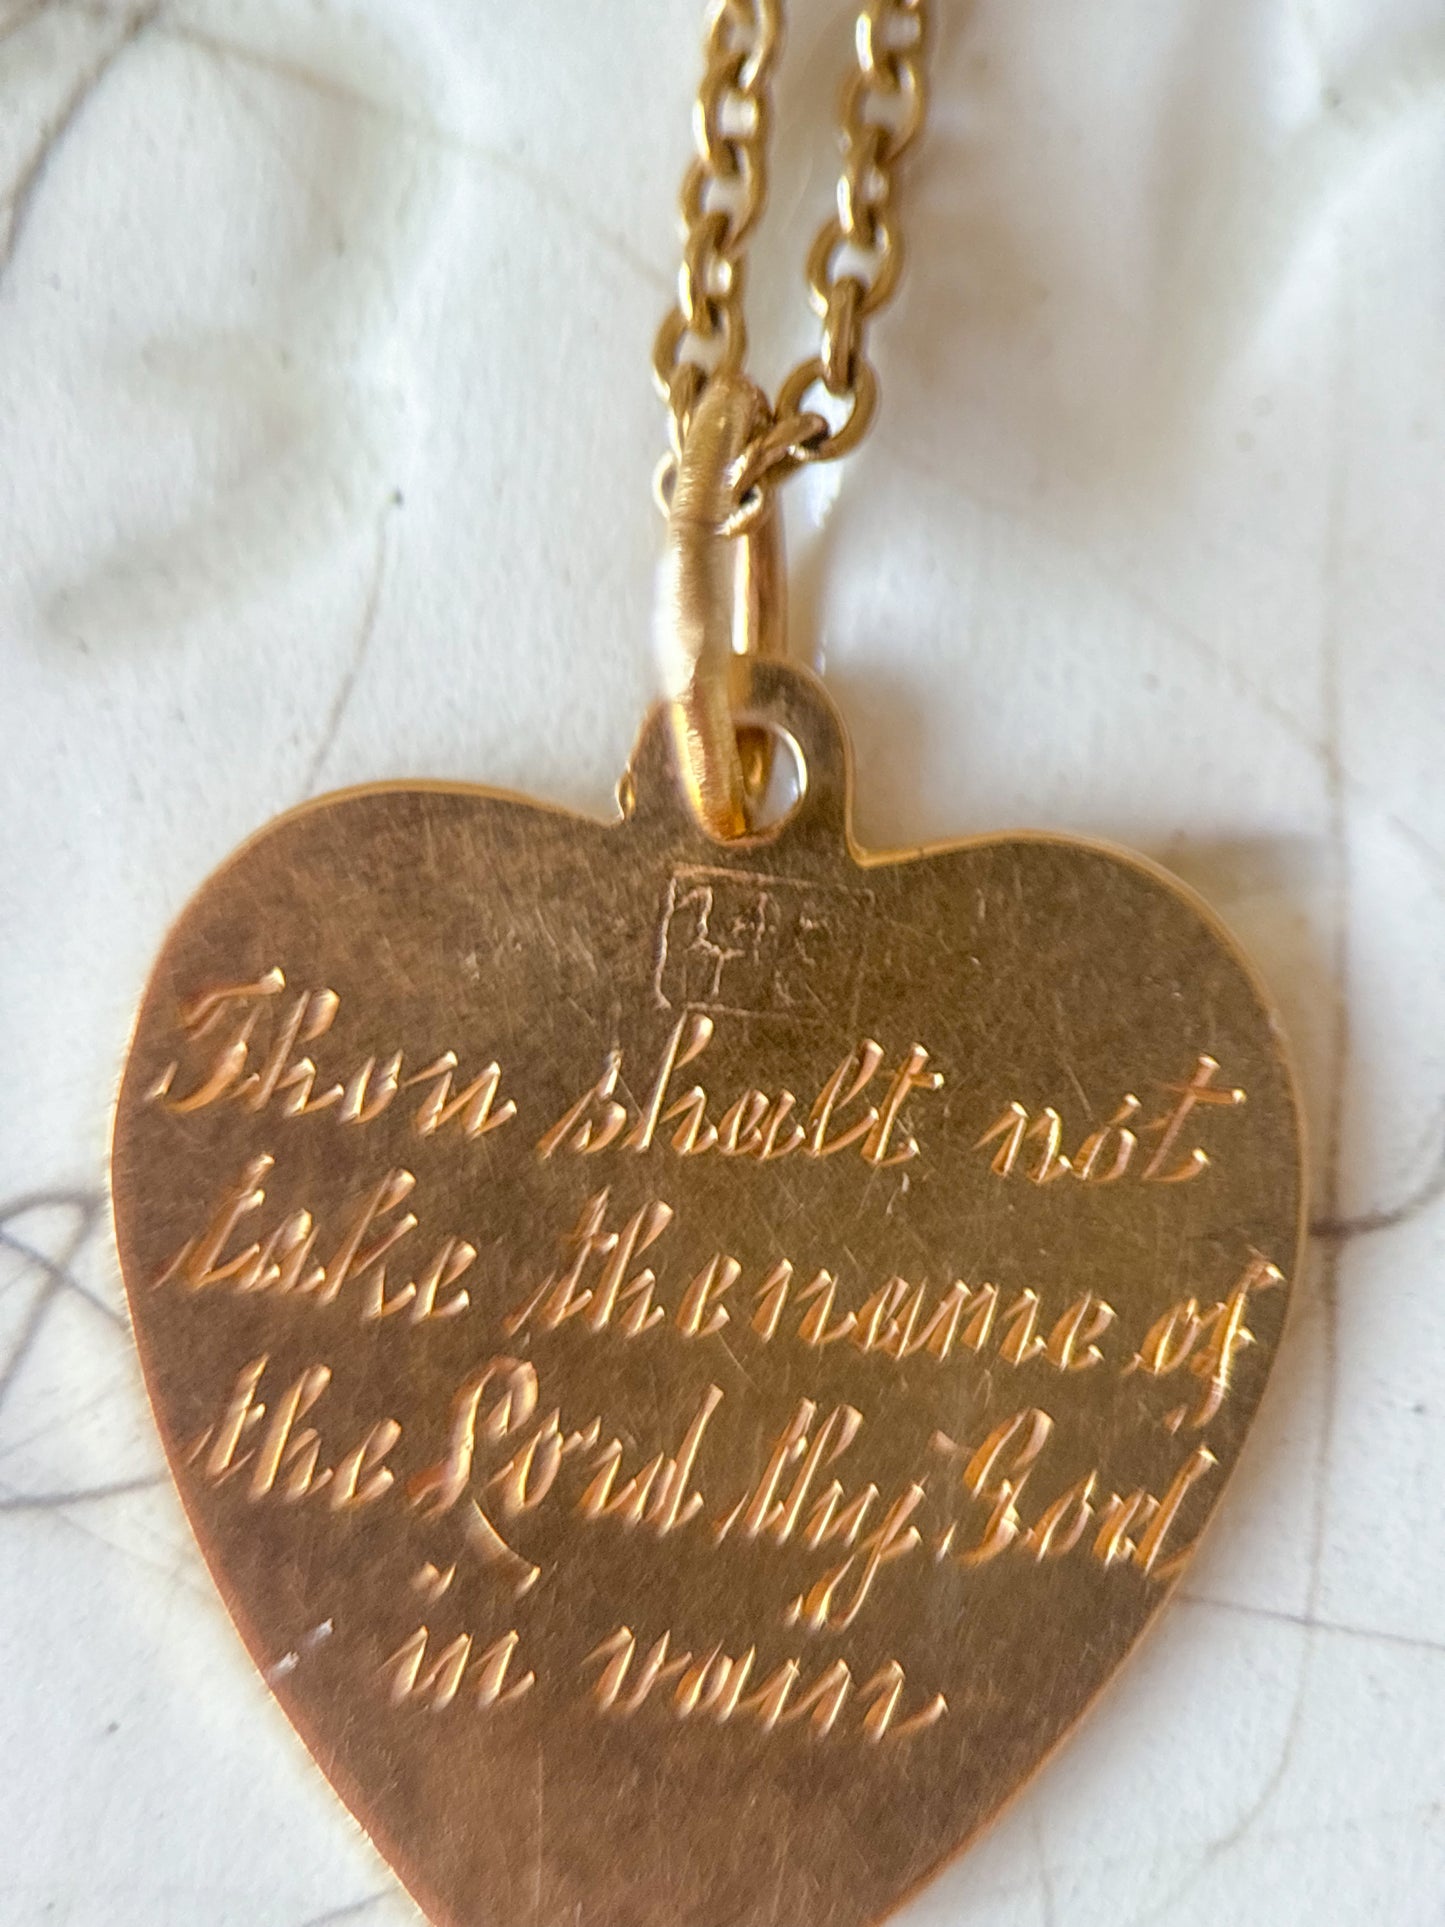 Thou shalt not
take the name of
the Lord thy God
in vain